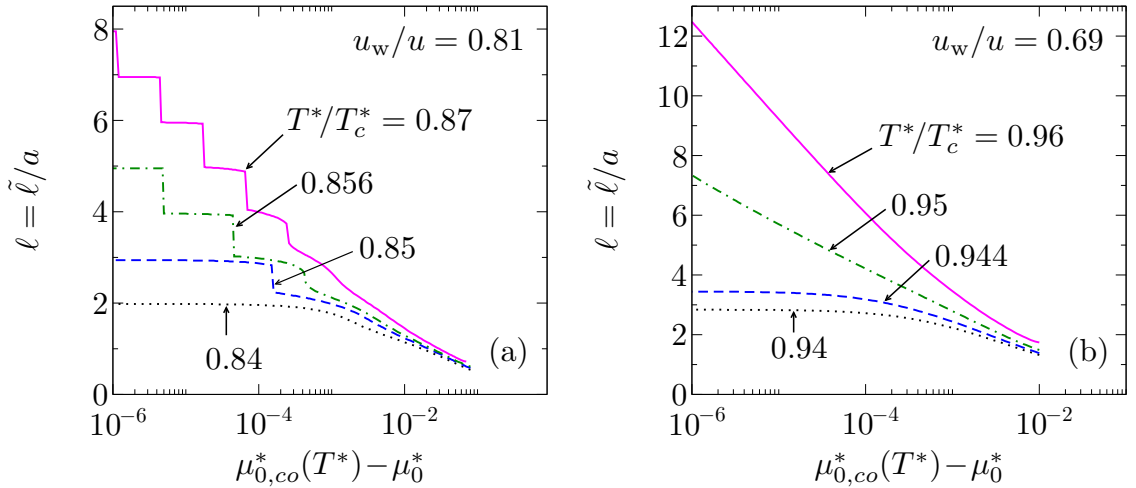 u_w/u = 0.81
8
6
4
2
0
ℓ = ℓ̃/a
T*/T_c* = 0.87
0.856
0.85
0.84
(a)
10⁻⁶
10⁻⁴
10⁻²
μ*_{0,co}(T*) − μ*_0
u_w/u = 0.69
12
10
8
6
4
2
0
ℓ = ℓ̃/a
T*/T_c* = 0.96
0.95
0.944
0.94
(b)
10⁻⁶
10⁻⁴
10⁻²
μ*_{0,co}(T*) − μ*_0